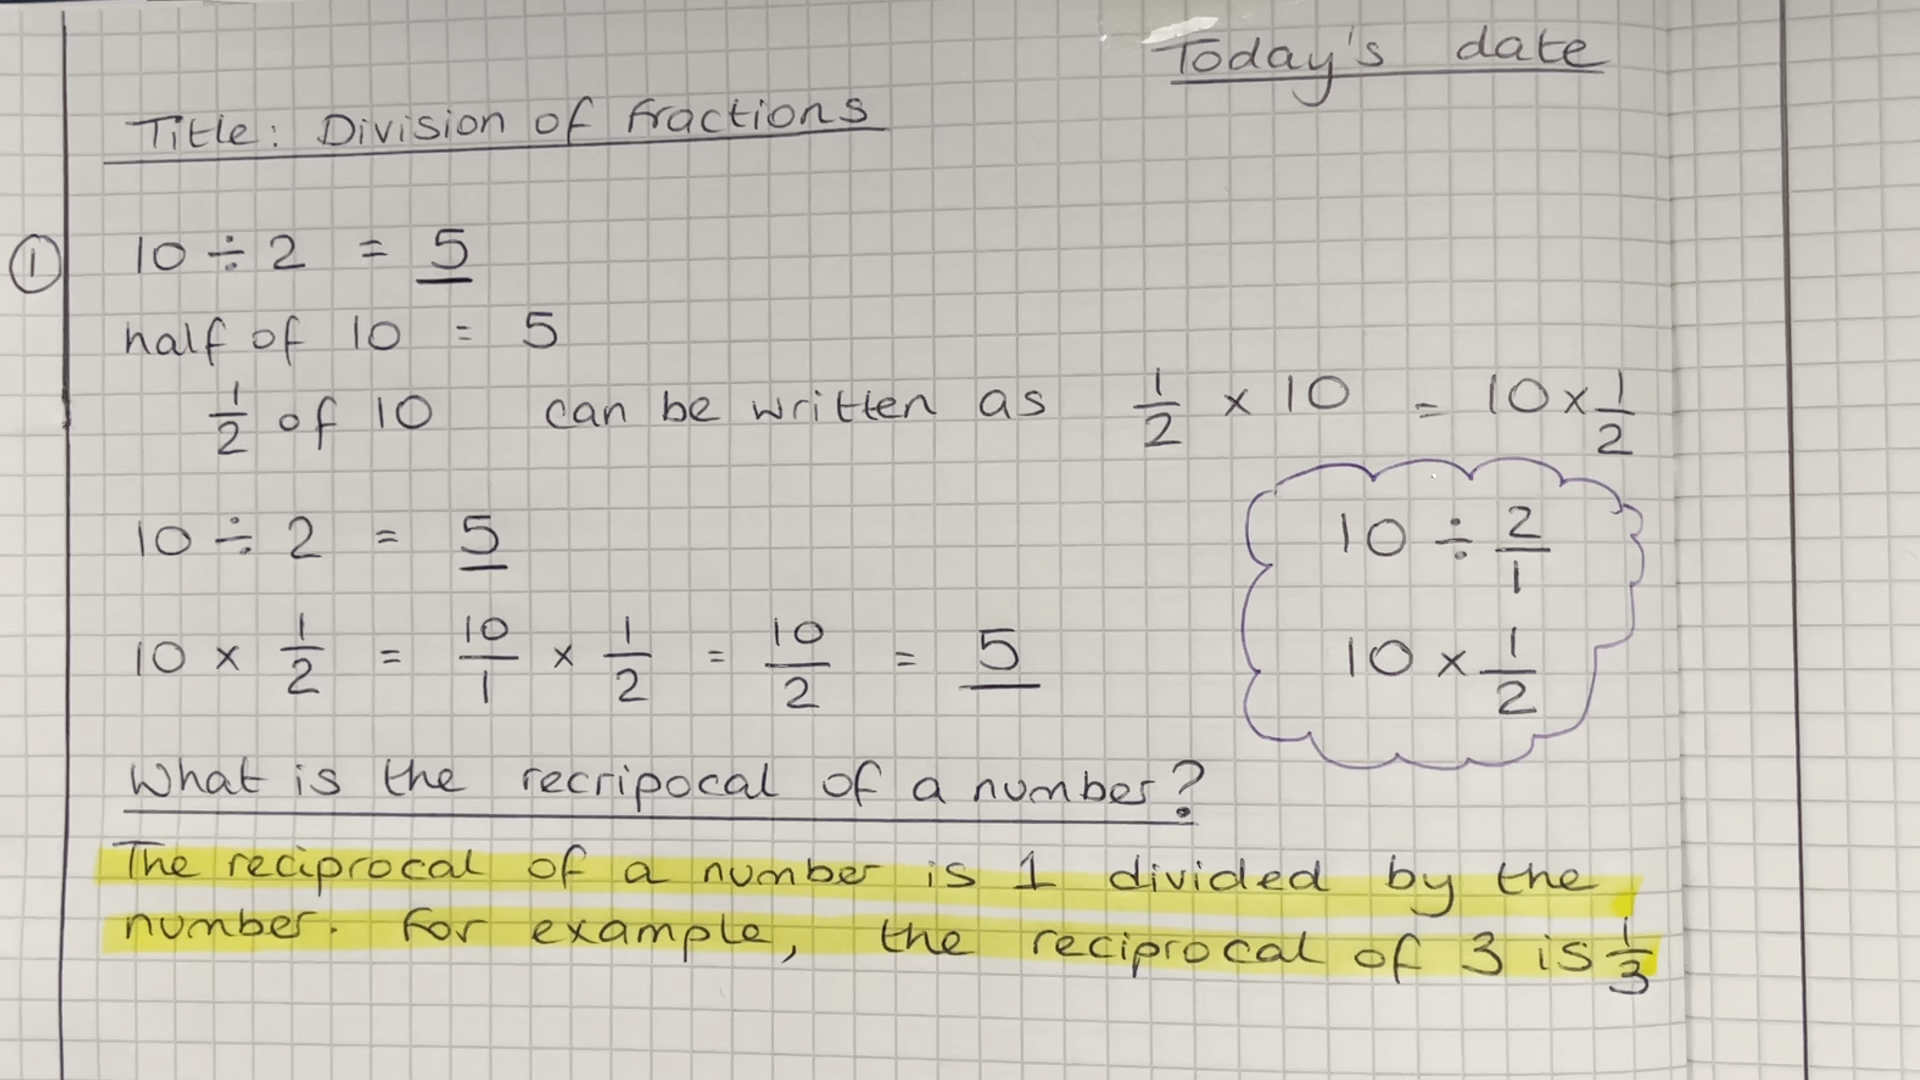 Today's date
Title: Division of fractions
① 10 ÷ 2 = 5
half of 10 = 5
1/2 of 10 can be written as 1/2 × 10 = 10 × 1/2
10 ÷ 2 = 5
10 ÷ 2/1
10 × 1/2 = 10/1 × 1/2 = 10/2 = 5
10 × 1/2
What is the recripocal of a number?
The reciprocal of a number is 1 divided by the
number. For example, the reciprocal of 3 is 1/3